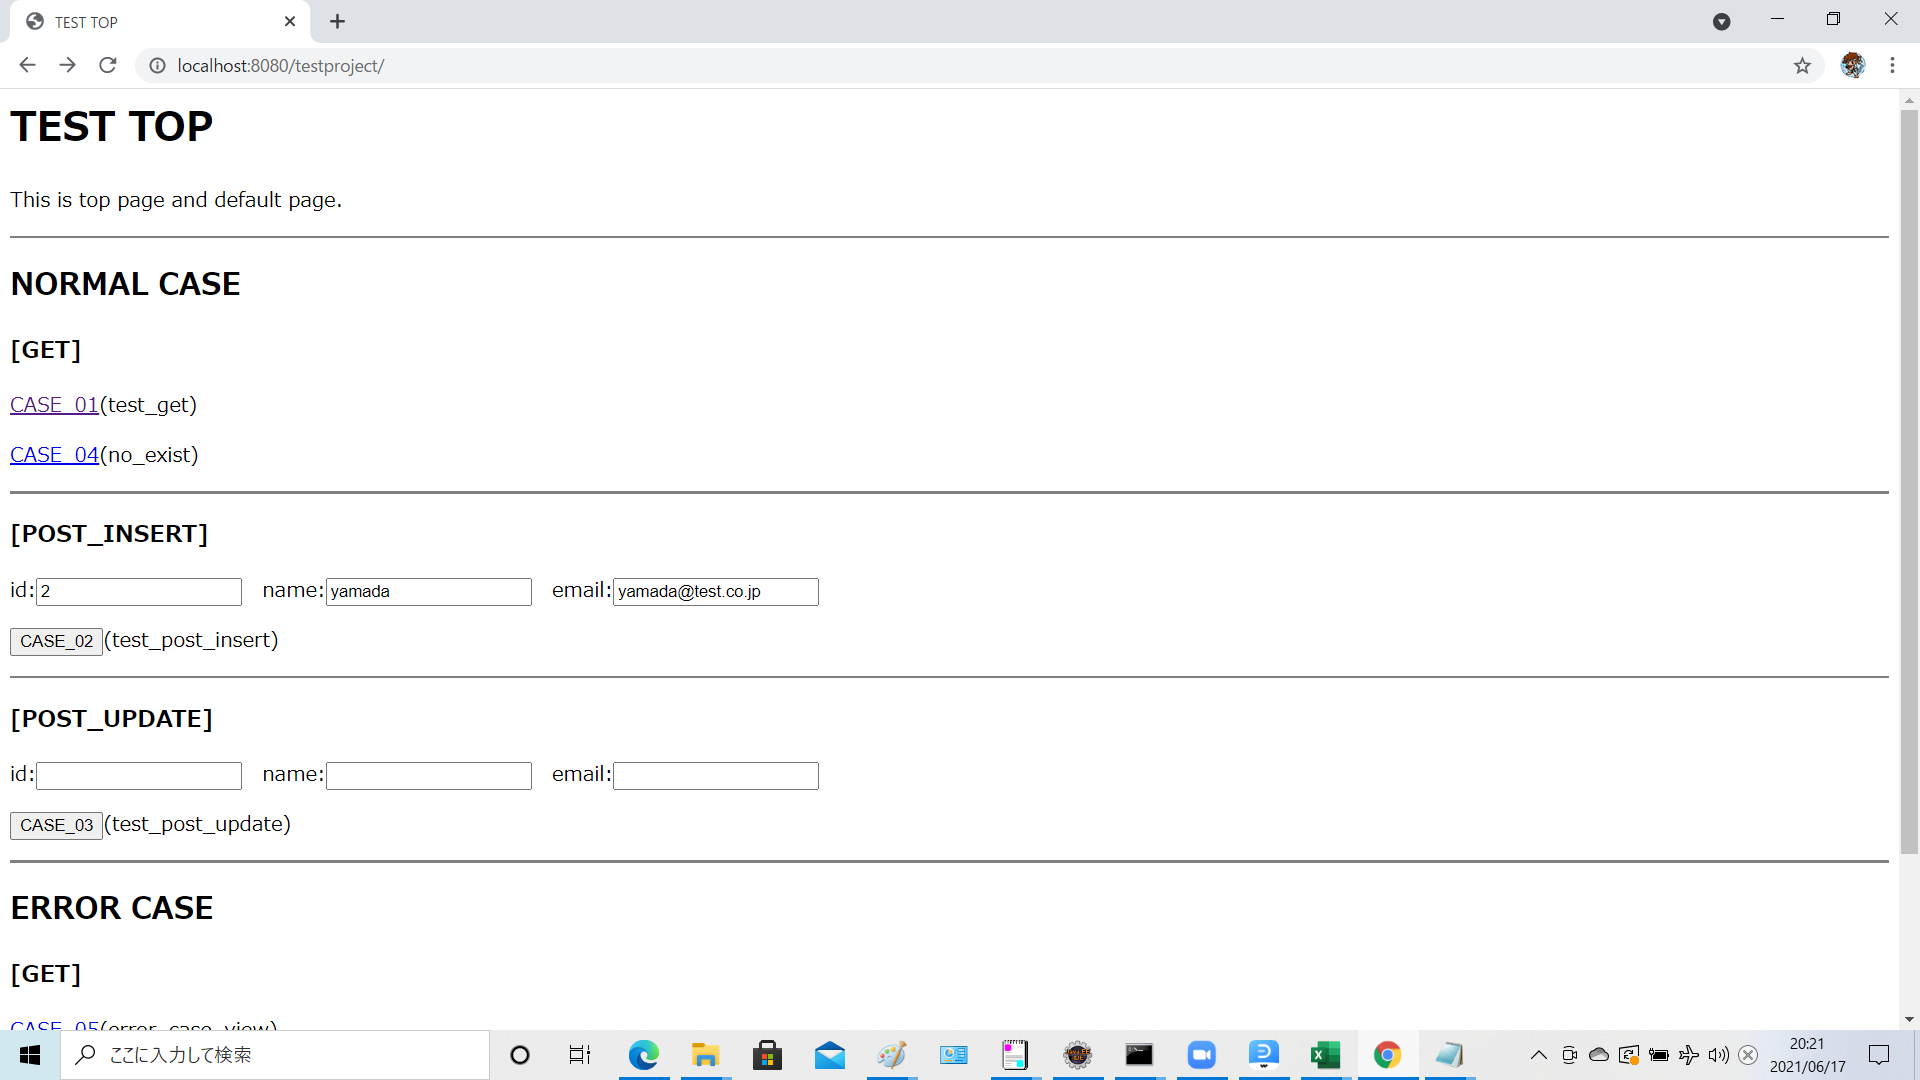 TEST TOP
localhost:8080/testproject/
TEST TOP
This is top page and default page.
NORMAL CASE
[GET]
CASE_01(test_get)
CASE_04(no_exist)
[POST_INSERT]
id:2 name:yamada email:yamada@test.co.jp
CASE_02(test_post_insert)
[POST_UPDATE]
id: name: email:
CASE_03(test_post_update)
ERROR CASE
[GET]
CASE_05(error_case_view)
ここに入力して検索
20:21
2021/06/17